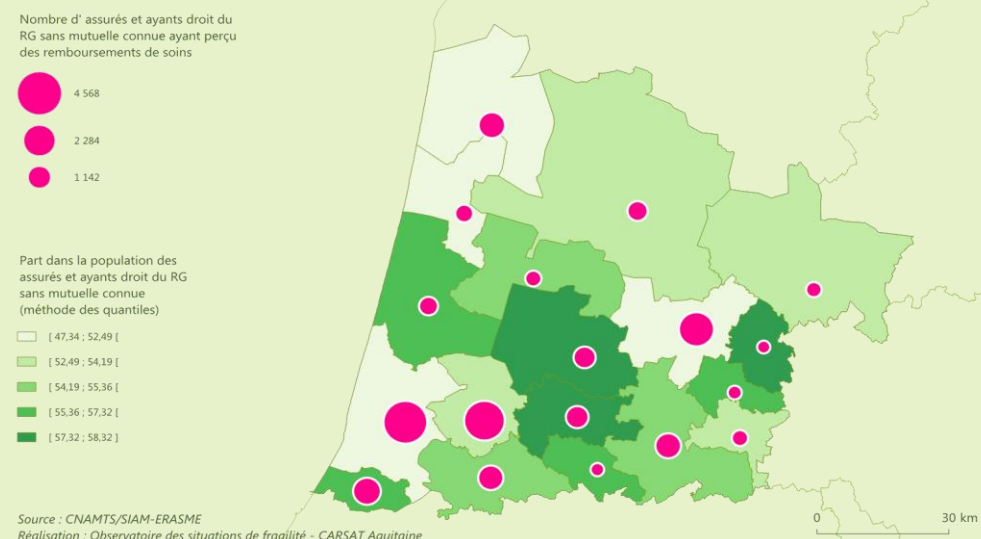 Nombre d' assurés et ayants droit du
RG sans mutuelle connue ayant perçu
des remboursements de soins
4 568
2 284
1 142
Part dans la population des
assurés et ayants droit du RG
sans mutuelle connue
(méthode des quantiles)
[ 47,34 ; 52,49 [
[ 52,49 ; 54,19 [
[ 54,19 ; 55,36 [
[ 55,36 ; 57,32 [
[ 57,32 ; 58,32 ]
Source : CNAMTS/SIAM-ERASME
Réalisation : Observatoire des situations de fragilité - CARSAT Aquitaine
0 30 km